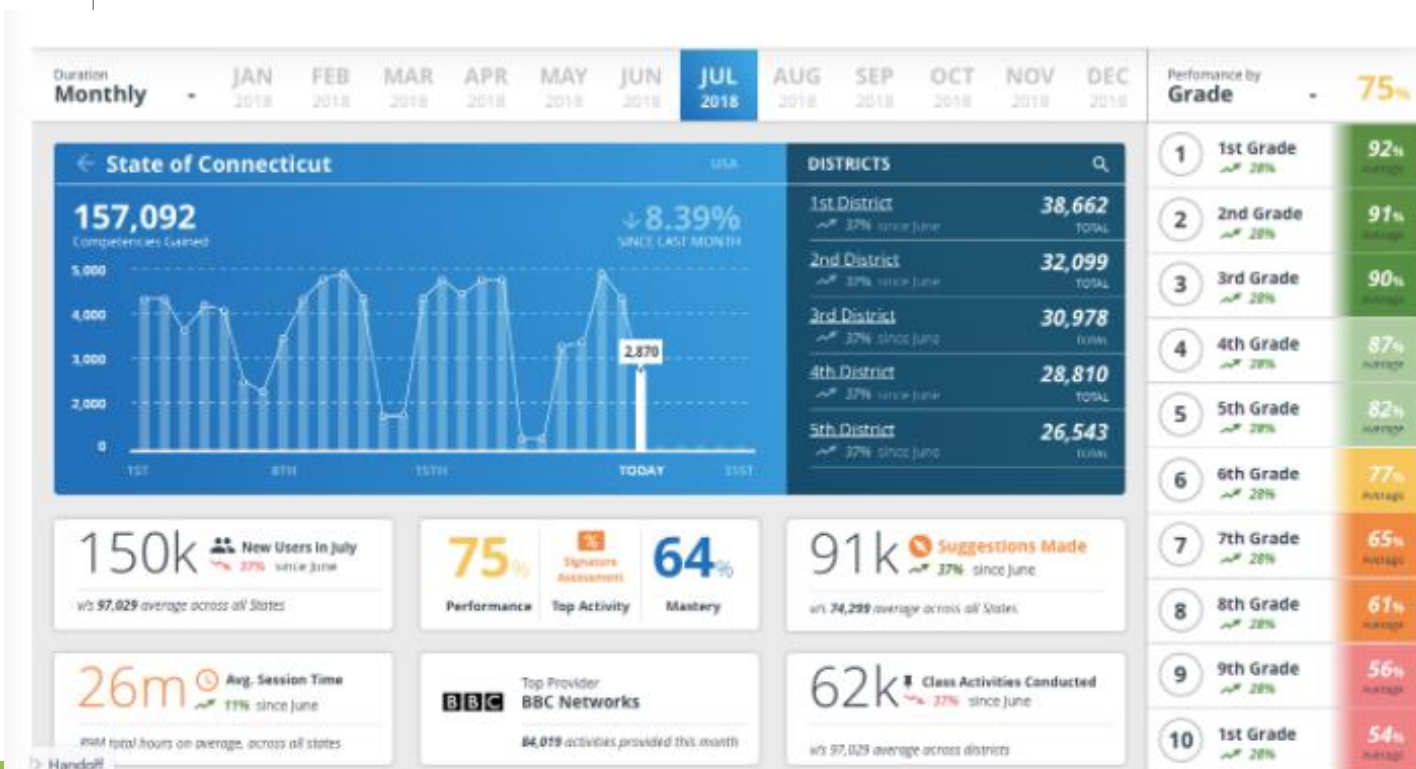 Duration
Monthly
JAN FEB MAR APR MAY JUN JUL AUG SEP OCT NOV DEC
2018 2018 2018 2018 2018 2018 2018 2018 2018 2018 2018 2018
Perfomance by
Grade
75%
State of Connecticut
USA
157,092
Competencies Gained
8.39%
SINCE LAST MONTH
5,000
4,000
3,000
2,000
0
2,870
1ST 8TH 15TH TODAY 31ST
DISTRICTS
1st District 38,662
37% since June TOTAL
2nd District 32,099
37% since June TOTAL
3rd District 30,978
37% since June TOTAL
4th District 28,810
37% since June TOTAL
5th District 26,543
37% since June TOTAL
150k New Users in July
37% since June
v/s 97,029 average across all States
75% Signature Assessment 64%
Performance Top Activity Mastery
91k Suggestions Made
37% since June
v/s 74,299 average across all States
26m Avg. Session Time
11% since June
total hours on average, across all states
BBC
Top Provider
BBC Networks
84,019 activities provided this month
62k Class Activities Conducted
37% since June
v/s 97,029 average across districts
Handoff
1 1st Grade 92%
28% Average
2 2nd Grade 91%
28% Average
3 3rd Grade 90%
28% Average
4 4th Grade 87%
28% Average
5 5th Grade 82%
28% Average
6 6th Grade 77%
28% Average
7 7th Grade 65%
28% Average
8 8th Grade 61%
28% Average
9 9th Grade 56%
28% Average
10 1st Grade 54%
28% Average